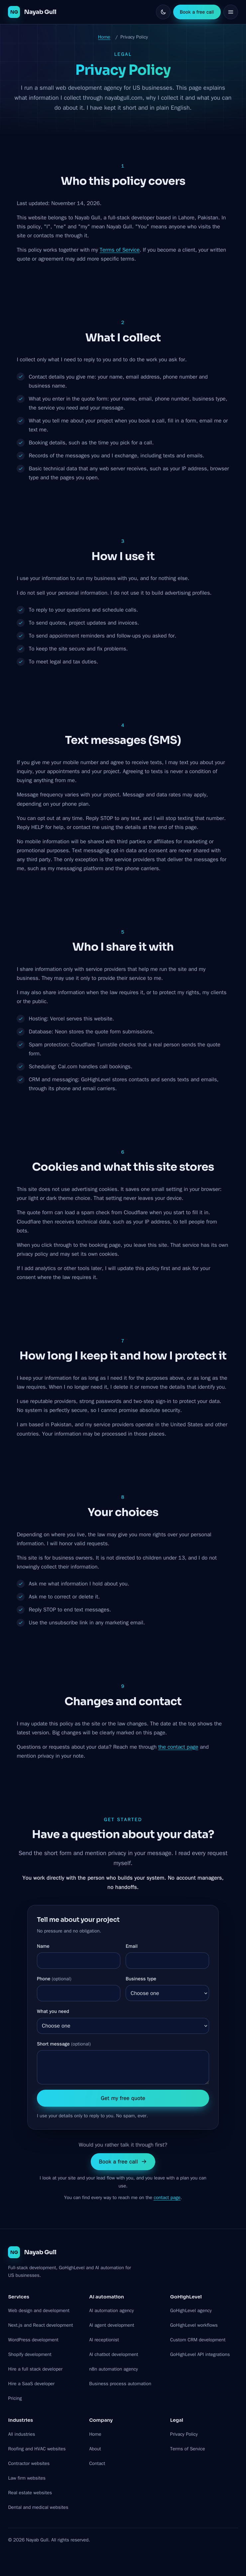 NG Nayab Gull
Book a free call
Home / Privacy Policy
LEGAL
Privacy Policy
I run a small web development agency for US businesses. This page explains
what information I collect through nayabgull.com, why I collect it and what you can
do about it. I have kept it short and in plain English.
1
Who this policy covers
Last updated: November 14, 2026.
This website belongs to Nayab Gull, a full-stack developer based in Lahore, Pakistan. In
this policy, "I", "me" and "my" mean Nayab Gull. "You" means anyone who visits the
site or contacts me through it.
This policy works together with my Terms of Service. If you become a client, your written
quote or agreement may add more specific terms.
2
What I collect
I collect only what I need to reply to you and to do the work you ask for.
Contact details you give me: your name, email address, phone number and
business name.
What you enter in the quote form: your name, email, phone number, business type,
the service you need and your message.
What you tell me about your project when you book a call, fill in a form, email me or
text me.
Booking details, such as the time you pick for a call.
Records of the messages you and I exchange, including texts and emails.
Basic technical data that any web server receives, such as your IP address, browser
type and the pages you open.
3
How I use it
I use your information to run my business with you, and for nothing else.
I do not sell your personal information. I do not use it to build advertising profiles.
To reply to your questions and schedule calls.
To send quotes, project updates and invoices.
To send appointment reminders and follow ups you asked for.
To keep the site secure and fix problems.
To meet legal and tax duties.
4
Text messages (SMS)
If you give me your mobile number and agree to receive texts, I may text you about your
inquiry, your appointments and your project. Agreeing to texts is never a condition of
buying anything from me.
Message frequency varies with your project. Message and data rates may apply,
depending on your phone plan.
You can opt out at any time. Reply STOP to any text, and I will stop texting that number.
Reply HELP for help, or contact me using the details at the end of this page.
No mobile information will be shared with third parties or affiliates for marketing or
promotional purposes. Text messaging opt in data and consent are never shared with
any third party. The only exception is the service providers that deliver the messages for
me, such as my messaging platform and the phone carriers.
5
Who I share it with
I share information only with service providers that help me run the site and my
business. They may use it only to provide their service to me.
I may also share information when the law requires it, or to protect my rights, my clients
or the public.
Hosting: Vercel serves this website.
Database: Neon stores the quote form submissions.
Spam protection: Cloudflare Turnstile checks that a real person sends the quote
form.
Scheduling: Cal.com handles call bookings.
CRM and messaging: GoHighLevel stores contacts and sends texts and emails,
through its phone and email carriers.
6
Cookies and what this site stores
This site does not use advertising cookies. It saves one small setting in your browser:
your light or dark theme choice. That setting never leaves your device.
The quote form can load a spam check from Cloudflare when you start to fill it in.
Cloudflare then receives technical data, such as your IP address, to tell people from
bots.
When you click through to the booking page, you leave this site. That service has its own
privacy policy and may set its own cookies.
If I add analytics or other tools later, I will update this policy first and ask for your
consent where the law requires it.
7
How long I keep it and how I protect it
I keep your information for as long as I need it for the purposes above, or as long as the
law requires. When I no longer need it, I delete it or remove the details that identify you.
I use reputable providers, strong passwords and two-step sign-in to protect your data.
No system is perfectly secure, so I cannot promise absolute security.
I am based in Pakistan, and my service providers operate in the United States and other
countries. Your information may be processed in those places.
8
Your choices
Depending on where you live, the law may give you more rights over your personal
information. I will honor valid requests.
This site is for business owners. It is not directed to children under 13, and I do not
knowingly collect their information.
Ask me what information I hold about you.
Ask me to correct or delete it.
Reply STOP to end text messages.
Use the unsubscribe link in any marketing email.
9
Changes and contact
I may update this policy as the site or the law changes. The date at the top shows the
latest version. Big changes will be clearly marked on this page.
Questions or requests about your data? Reach me through the contact page and
mention privacy in your note.
GET STARTED
Have a question about your data?
Send the short form and mention privacy in your message. I read every request
myself.
You work directly with the person who builds your system. No account managers,
no handoffs.
Tell me about your project
No pressure and no obligation.
Name
Email
Phone (optional)
Business type
Choose one
What you need
Choose one
Short message (optional)
Get my free quote
I use your details only to reply to you. No spam, ever.
Would you rather talk it through first?
Book a free call →
I look at your site and your lead flow with you, and you leave with a plan you can
use.
You can find every way to reach me on the contact page.
NG Nayab Gull
Full-stack development, GoHighLevel and AI automation for
US businesses.
Services
Web design and development
Next.js and React development
WordPress development
Shopify development
Hire a full stack developer
Hire a SaaS developer
Pricing
AI automation
AI automation agency
AI agent development
AI receptionist
AI chatbot development
n8n automation agency
Business process automation
GoHighLevel
GoHighLevel agency
GoHighLevel workflows
Custom CRM development
GoHighLevel API integrations
Industries
All industries
Roofing and HVAC websites
Contractor websites
Law firm websites
Real estate websites
Dental and medical websites
Company
Home
About
Contact
Legal
Privacy Policy
Terms of Service
© 2026 Nayab Gull. All rights reserved.